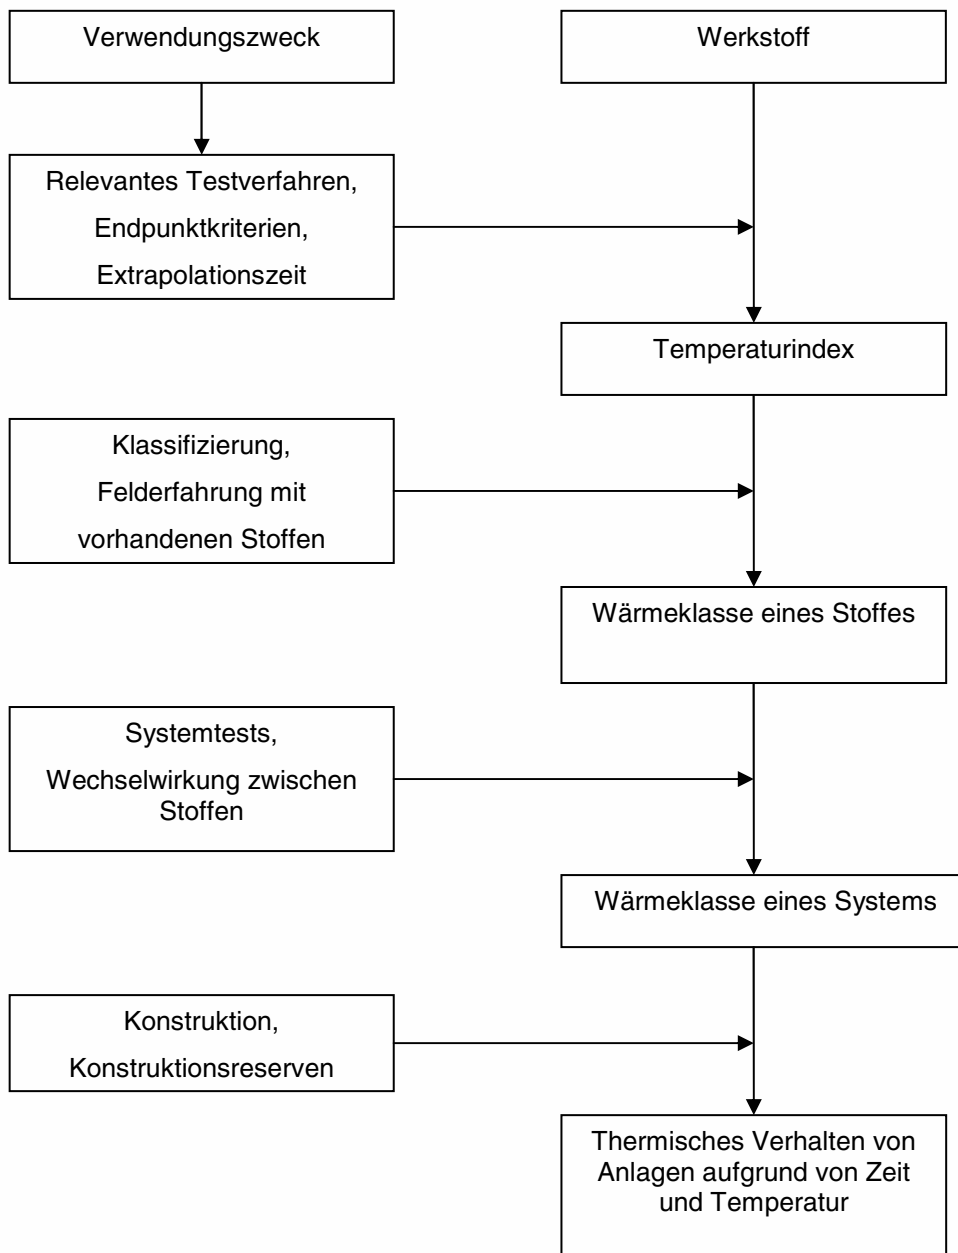 Verwendungszweck
Werkstoff
Relevantes Testverfahren,
Endpunktkriterien,
Extrapolationszeit
Temperaturindex
Klassifizierung,
Felderfahrung mit
vorhandenen Stoffen
Wärmeklasse eines Stoffes
Systemtests,
Wechselwirkung zwischen
Stoffen
Wärmeklasse eines Systems
Konstruktion,
Konstruktionsreserven
Thermisches Verhalten von
Anlagen aufgrund von Zeit
und Temperatur